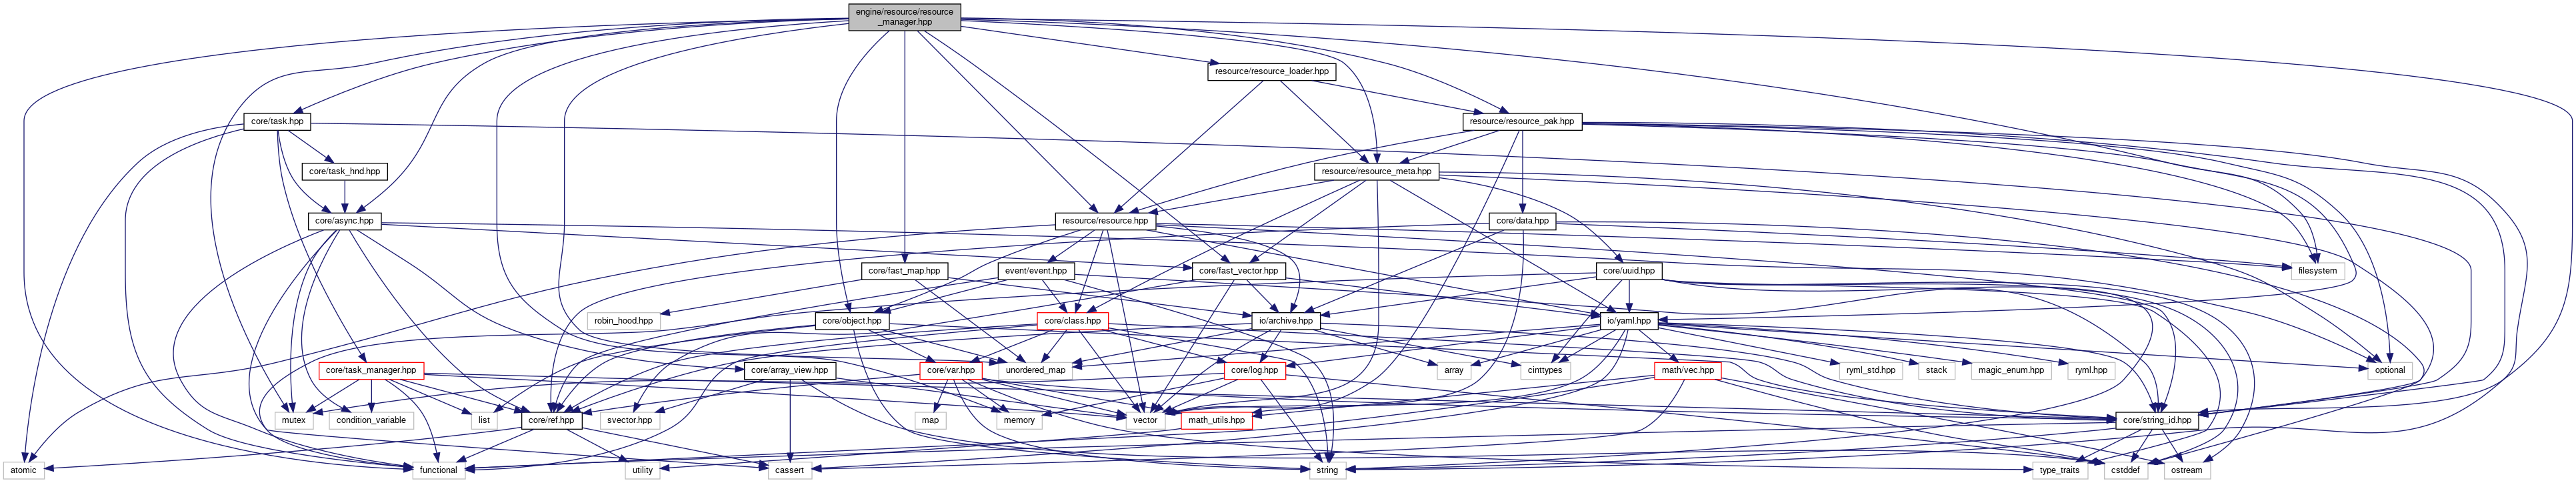 engine/resource/resource
_manager.hpp
resource/resource_loader.hpp
core/task.hpp
resource/resource_pak.hpp
core/task_hnd.hpp
resource/resource_meta.hpp
core/async.hpp
resource/resource.hpp
core/data.hpp
core/fast_map.hpp
event/event.hpp
core/fast_vector.hpp
core/uuid.hpp
filesystem
robin_hood.hpp
core/object.hpp
core/class.hpp
io/archive.hpp
io/yaml.hpp
core/task_manager.hpp
core/array_view.hpp
core/var.hpp
unordered_map
core/log.hpp
array
cinttypes
math/vec.hpp
ryml_std.hpp
stack
magic_enum.hpp
ryml.hpp
optional
mutex
condition_variable
list
core/ref.hpp
svector.hpp
map
memory
vector
math_utils.hpp
core/string_id.hpp
atomic
functional
utility
cassert
string
type_traits
cstddef
ostream